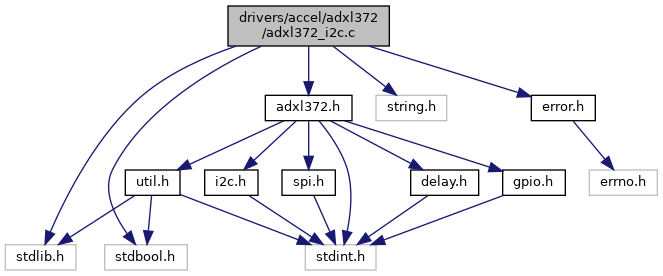 drivers/accel/adxl372
/adxl372_i2c.c
adxl372.h
string.h
error.h
util.h
i2c.h
spi.h
delay.h
gpio.h
errno.h
stdlib.h
stdbool.h
stdint.h